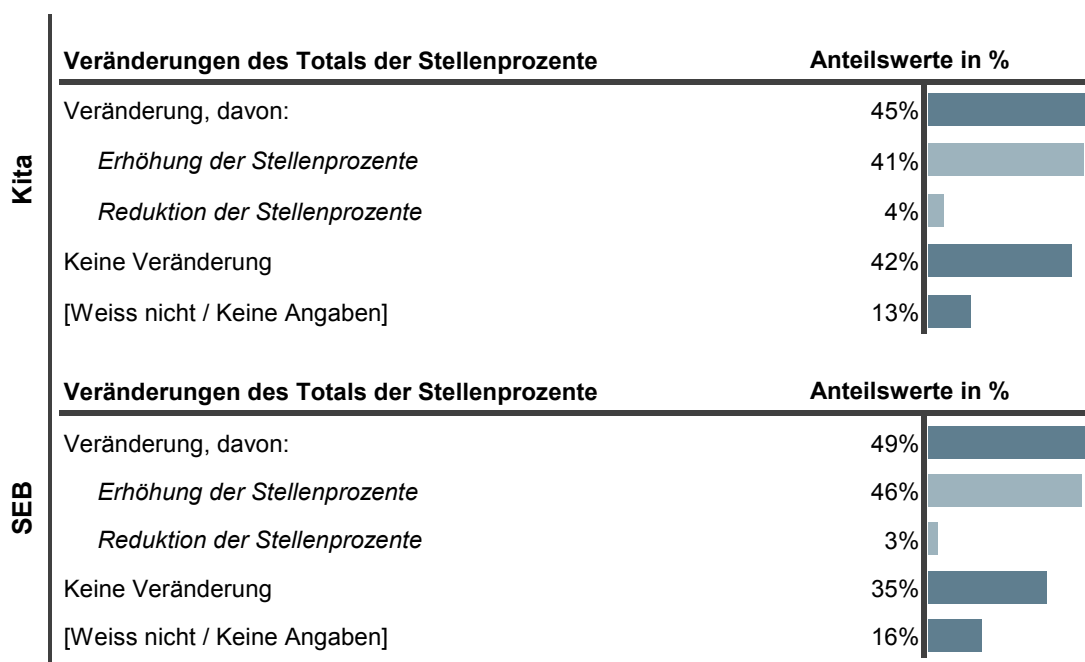 Kita
Veränderungen des Totals der Stellenprozente Anteilswerte in %
Veränderung, davon: 45%
Erhöhung der Stellenprozente 41%
Reduktion der Stellenprozente 4%
Keine Veränderung 42%
[Weiss nicht / Keine Angaben] 13%
SEB
Veränderungen des Totals der Stellenprozente Anteilswerte in %
Veränderung, davon: 49%
Erhöhung der Stellenprozente 46%
Reduktion der Stellenprozente 3%
Keine Veränderung 35%
[Weiss nicht / Keine Angaben] 16%